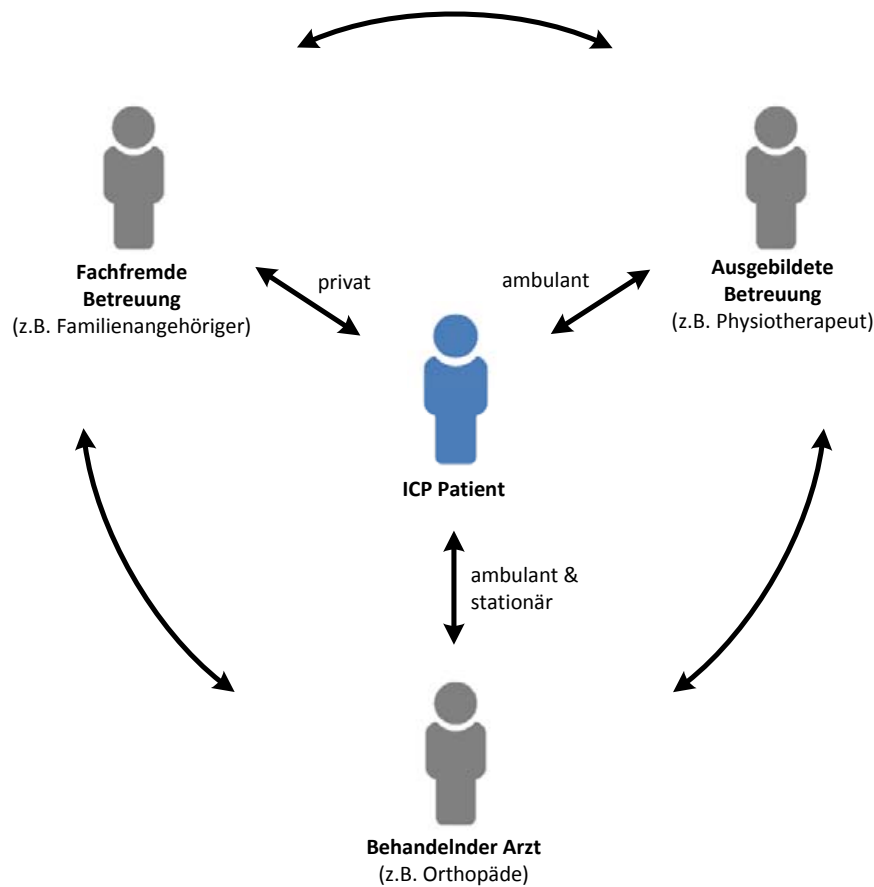 Fachfremde
Betreuung
(z.B. Familienangehöriger)
privat
ambulant
Ausgebildete
Betreuung
(z.B. Physiotherapeut)
ICP Patient
ambulant &
stationär
Behandelnder Arzt
(z.B. Orthopäde)